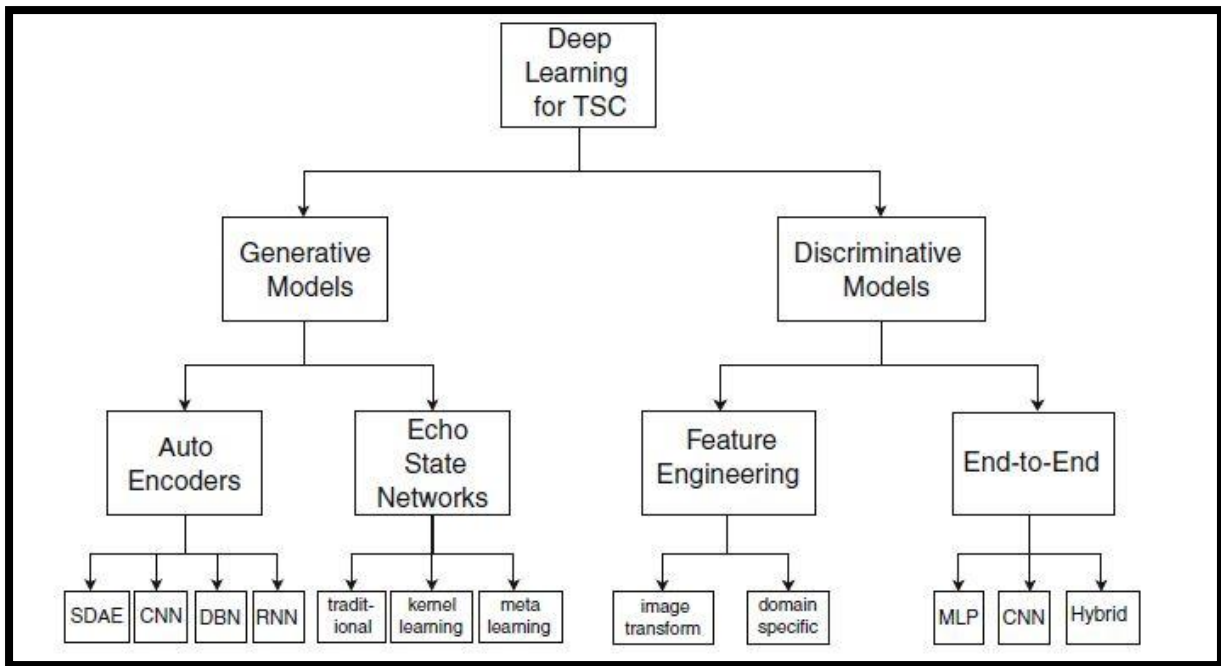 Deep
Learning
for TSC
Generative
Models
Discriminative
Models
Auto
Encoders
Echo
State
Networks
Feature
Engineering
End-to-End
SDAE
CNN
DBN
RNN
tradit-
ional
kernel
learning
meta
learning
image
transform
domain
specific
MLP
CNN
Hybrid